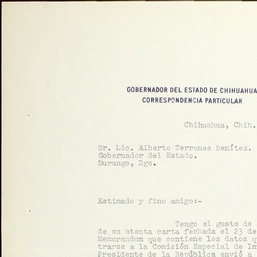 GOBERNADOR DEL ESTADO DE CHIHUAHUA
CORRESPONDENCIA PARTICULAR
Chihuahua, Chih.
Sr. Lic. Alberto Terrones Benítez.
Gobernador del Estado.
Durango, Dgo.
Estimado y fino amigo:-
Tengo el gusto de
de su atenta carta fechada el 23 de
Memorandum que contiene los datos q
trarse a la Comisión Especial de In
Presidente de la República envió a